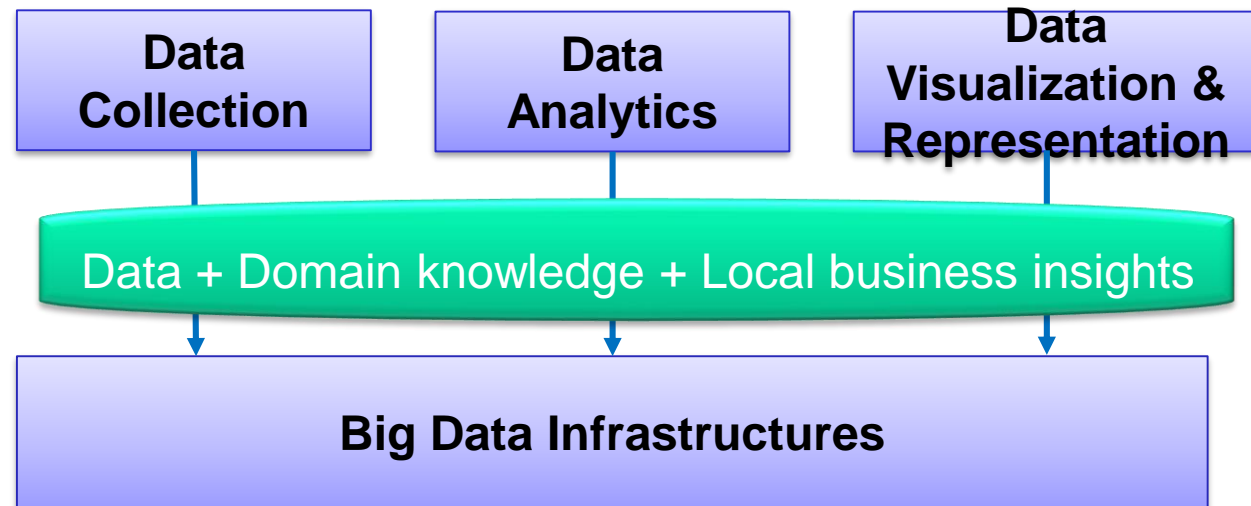 Data
Collection
Data
Analytics
Data
Visualization &
Representation
Data + Domain knowledge + Local business insights
Big Data Infrastructures